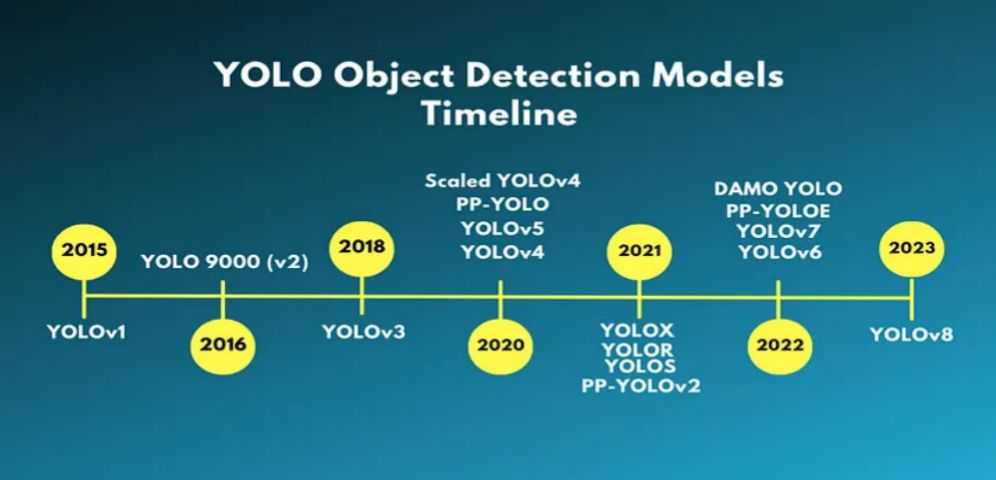 YOLO Object Detection Models
Timeline
2015
YOLOv1
YOLO 9000 (v2)
2016
2018
YOLOv3
Scaled YOLOv4
PP-YOLO
YOLOv5
YOLOv4
2020
2021
YOLOX
YOLOR
YOLOS
PP-YOLOv2
DAMO YOLO
PP-YOLOE
YOLOv7
YOLOv6
2022
2023
YOLOv8